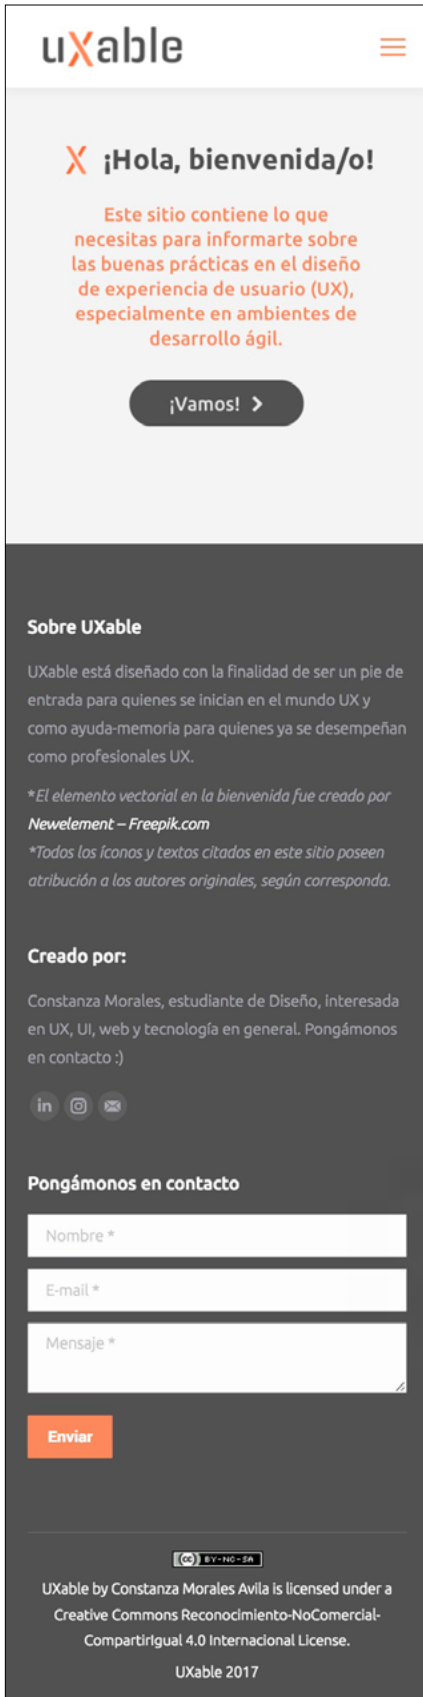 uXable
X ¡Hola, bienvenida/o!
Este sitio contiene lo que
necesitas para informarte sobre
las buenas prácticas en el diseño
de experiencia de usuario (UX),
especialmente en ambientes de
desarrollo ágil.
¡Vamos!
Sobre UXable
UXable está diseñado con la finalidad de ser un pie de
entrada para quienes se inician en el mundo UX y
como ayuda-memoria para quienes ya se desempeñan
como profesionales UX.
*El elemento vectorial en la bienvenida fue creado por
Newelement – Freepik.com
*Todos los íconos y textos citados en este sitio poseen
atribución a los autores originales, según corresponda.
Creado por:
Constanza Morales, estudiante de Diseño, interesada
en UX, UI, web y tecnología en general. Pongámonos
en contacto :)
in
Pongámonos en contacto
Nombre *
E-mail *
Mensaje *
Enviar
(cc) BY-NC-SA
UXable by Constanza Morales Avila is licensed under a
Creative Commons Reconocimiento-NoComercial-
CompartirIgual 4.0 Internacional License.
UXable 2017